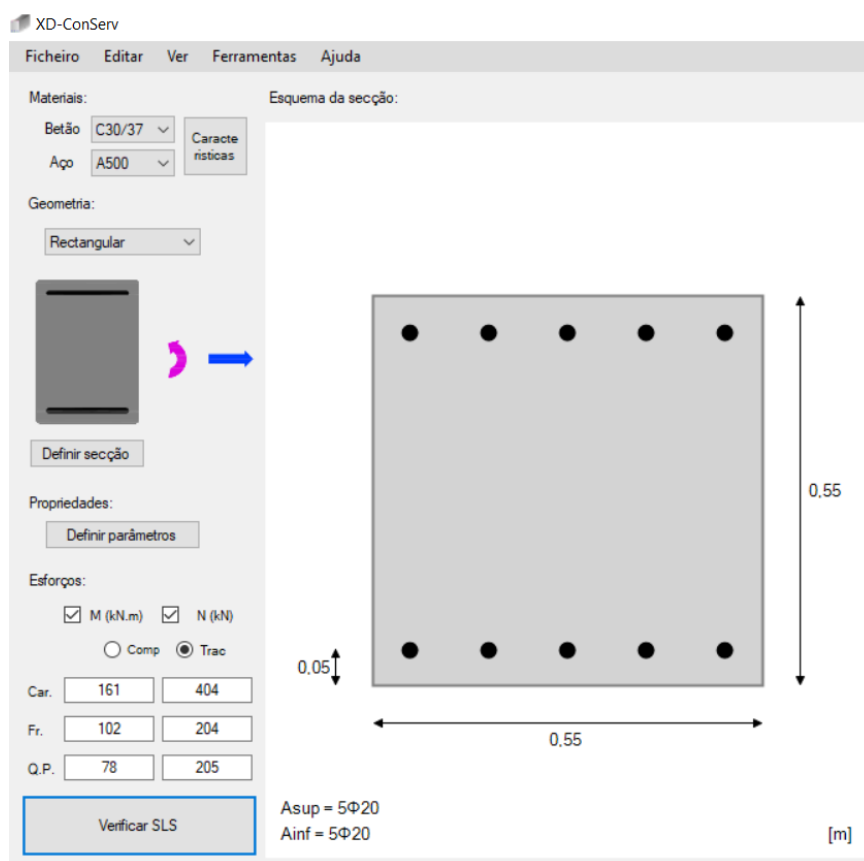 XD-ConServ
Ficheiro Editar Ver Ferramentas Ajuda
Materiais:
Betão C30/37
Aço A500
Caracte
risticas
Geometria:
Rectangular
Definir secção
Propriedades:
Definir parâmetros
Esforços:
M (kN.m) N (kN)
Comp Trac
Car. 161 404
Fr. 102 204
Q.P. 78 205
Verificar SLS
Esquema da secção:
0,55
0,05
0,55
Asup = 5Φ20
Ainf = 5Φ20
[m]